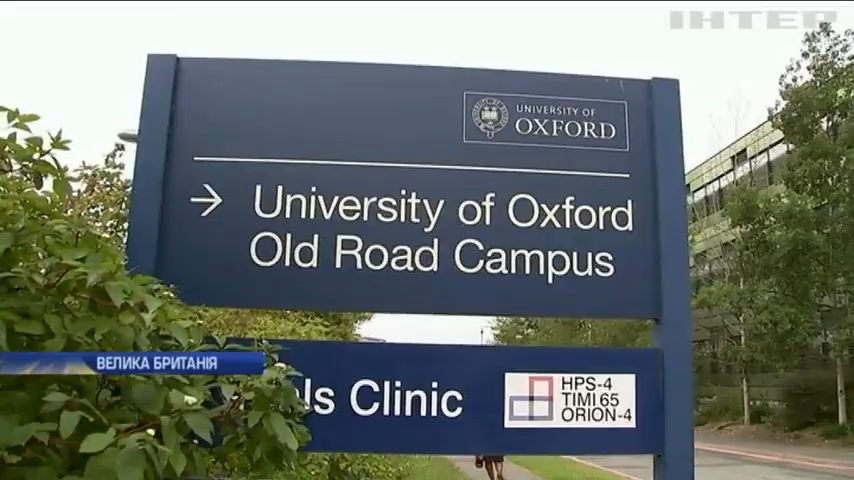 ІНТЕР
UNIVERSITY OF
OXFORD
→ University of Oxford
Old Road Campus
ВЕЛИКА БРИТАНІЯ
Clinic
HPS-4
TIMI 65
ORION-4